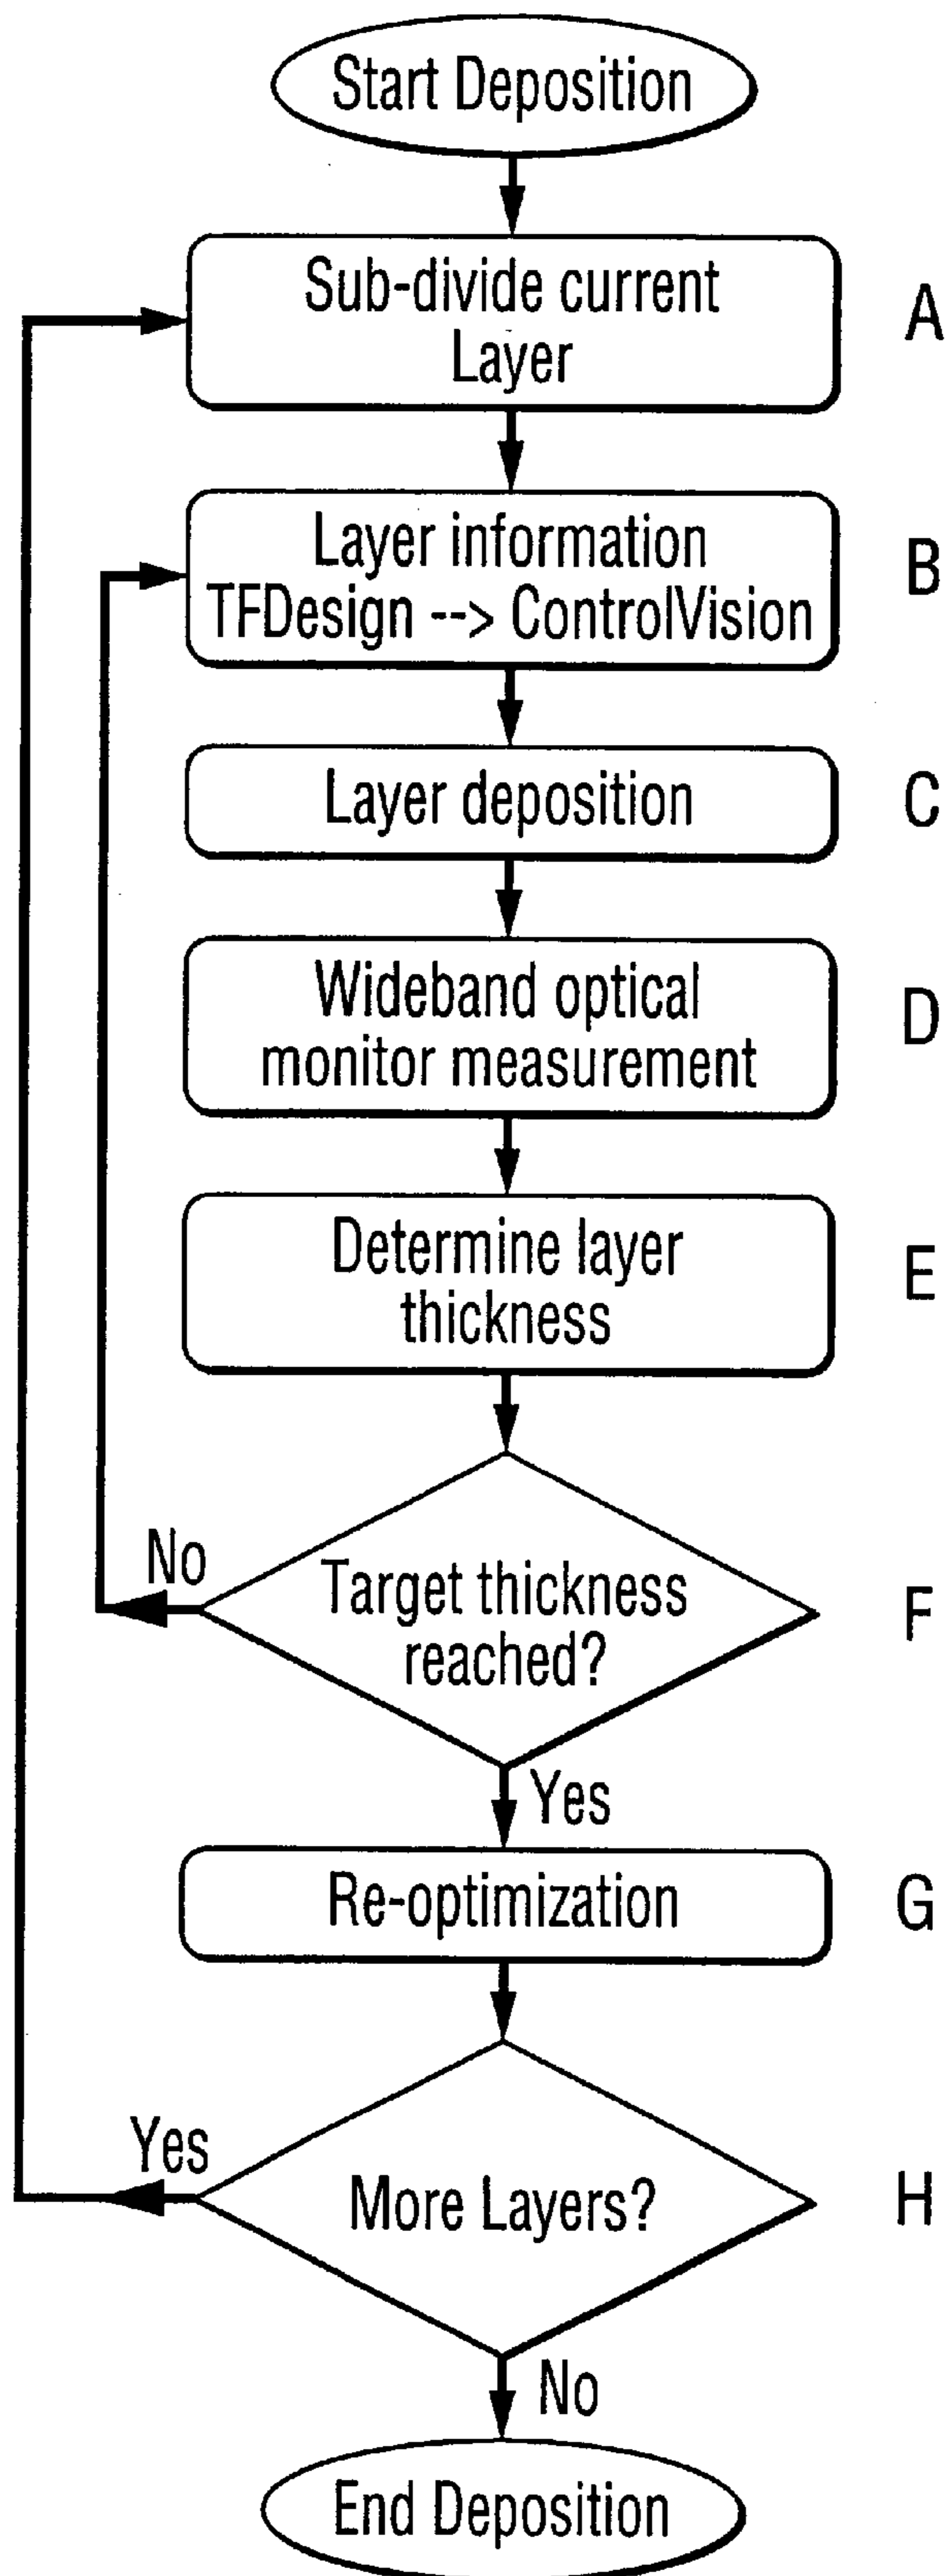 Start Deposition
Sub-divide current
Layer
A
Layer information
TFDesign --> ControlVision
B
Layer deposition
C
Wideband optical
monitor measurement
D
Determine layer
thickness
E
No
Target thickness
reached?
F
Yes
Re-optimization
G
Yes
More Layers?
H
No
End Deposition